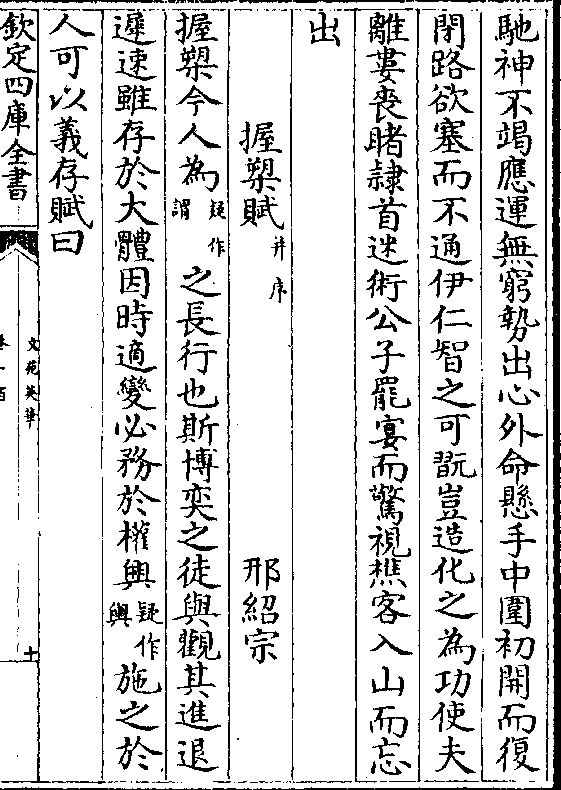 馳神不竭應運無窮勢出心外命懸手中圍初開而復
閉路欲塞而不通伊仁智之可翫豈造化之為功使夫
離婁喪睹隷首迷術公子罷宴而驚視樵客入山而忘
出
握槊賦并序 邢紹宗
握槊今人為疑作謂之長行也斯博奕之徒與觀其進退
遲速雖存於大體因時適變必務於權興疑作輿施之於
人可以義存賦曰
欽定四庫全書
文苑英華
卷一百
十